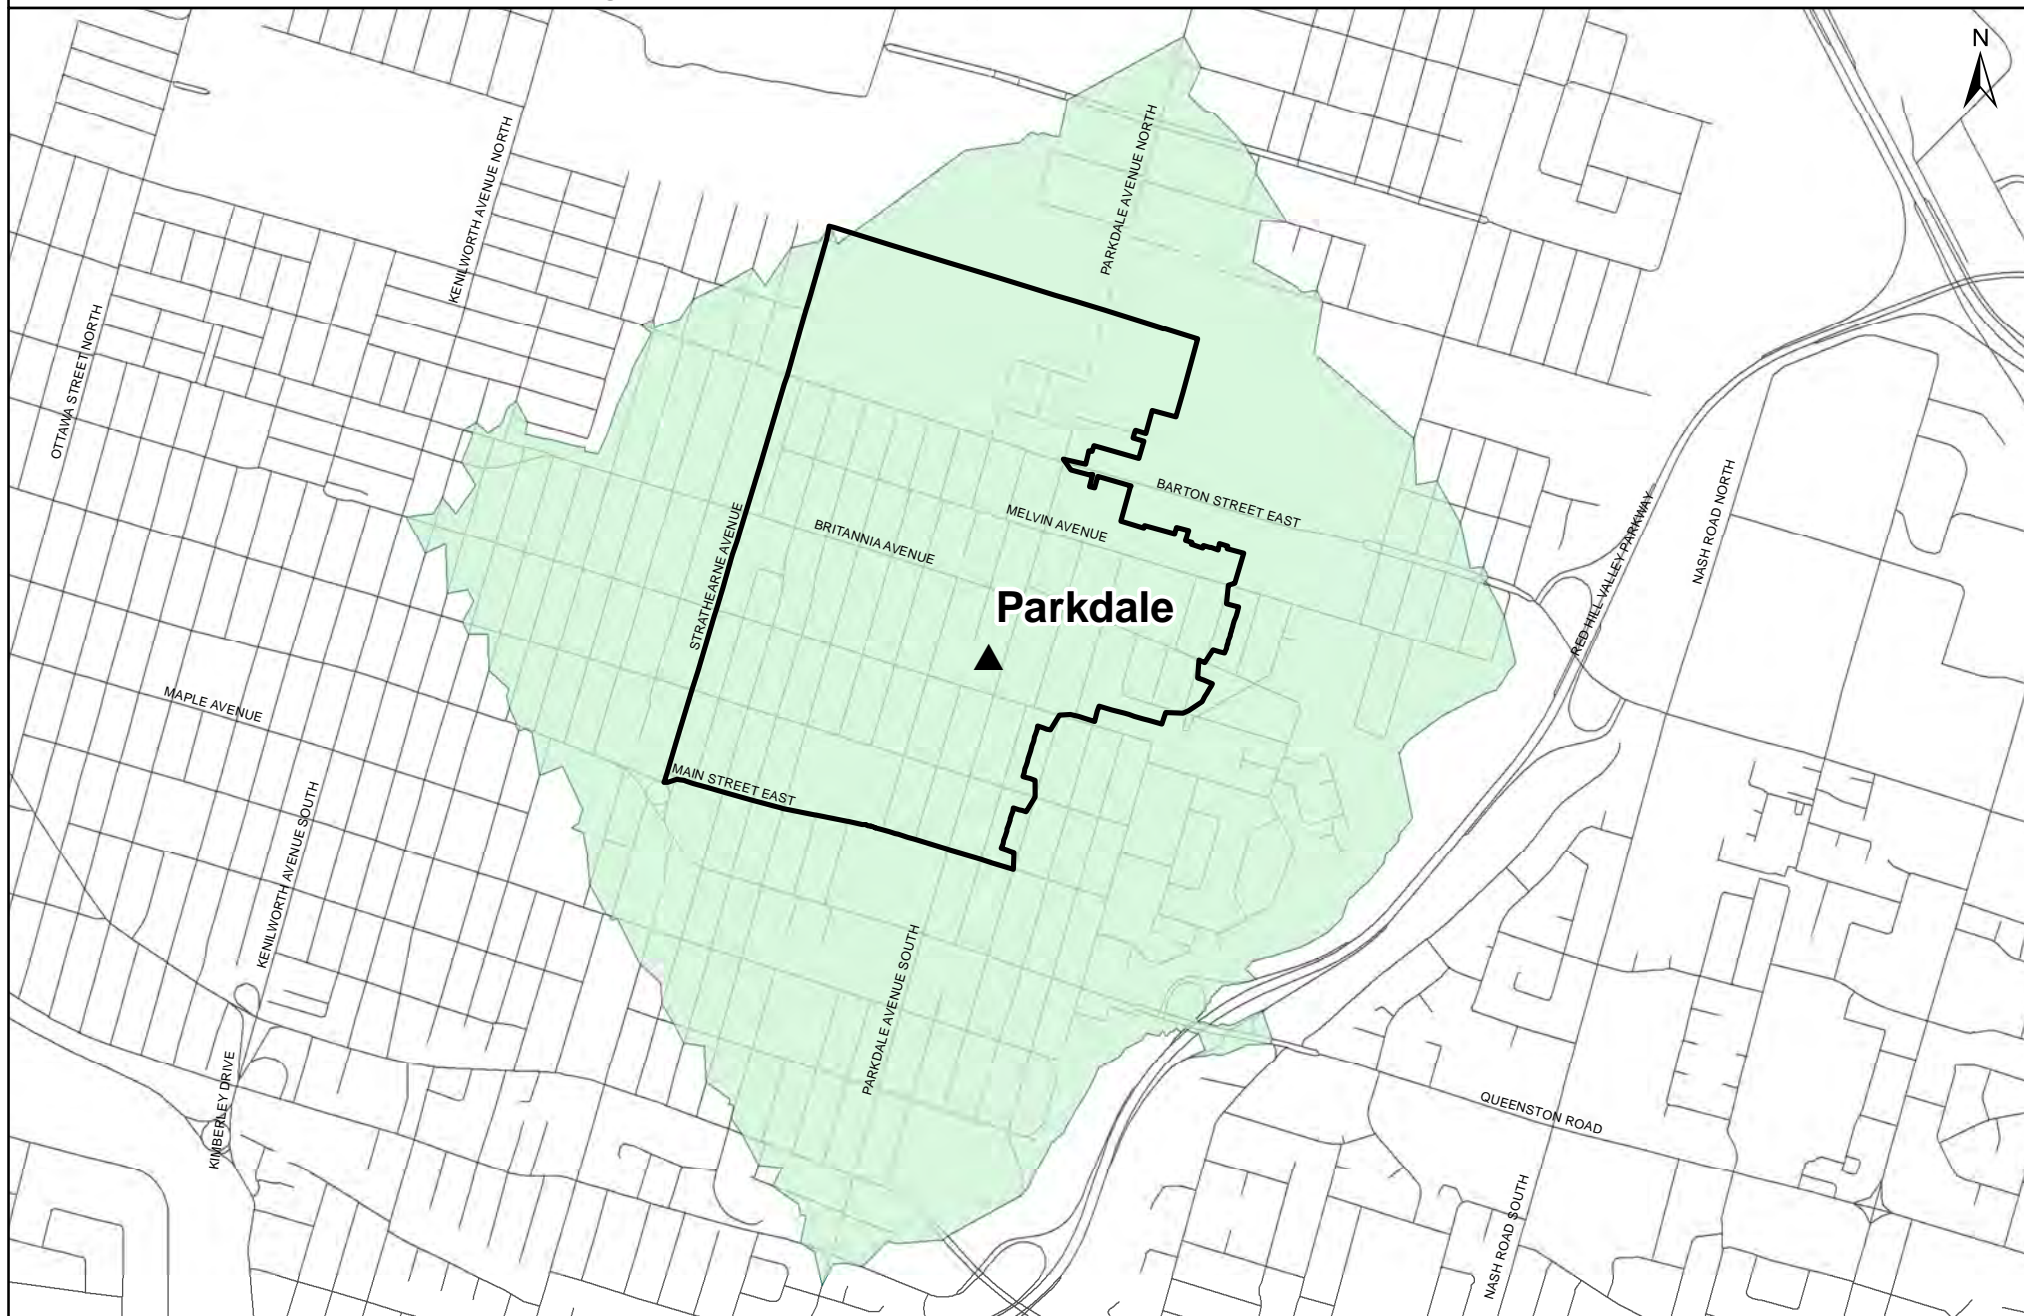 N
PARKDALE AVENUE NORTH
KENILWORTH AVENUE NORTH
OTTAWA STREET NORTH
BARTON STREET EAST
MELVIN AVENUE
BRITANNIA AVENUE
STRATHEARNE AVENUE
NASH ROAD NORTH
RED HILL VALLEY PARKWAY
Parkdale
MAPLE AVENUE
MAIN STREET EAST
KENILWORTH AVENUE SOUTH
PARKDALE AVENUE SOUTH
KIMBERLEY DRIVE
QUEENSTON ROAD
NASH ROAD SOUTH